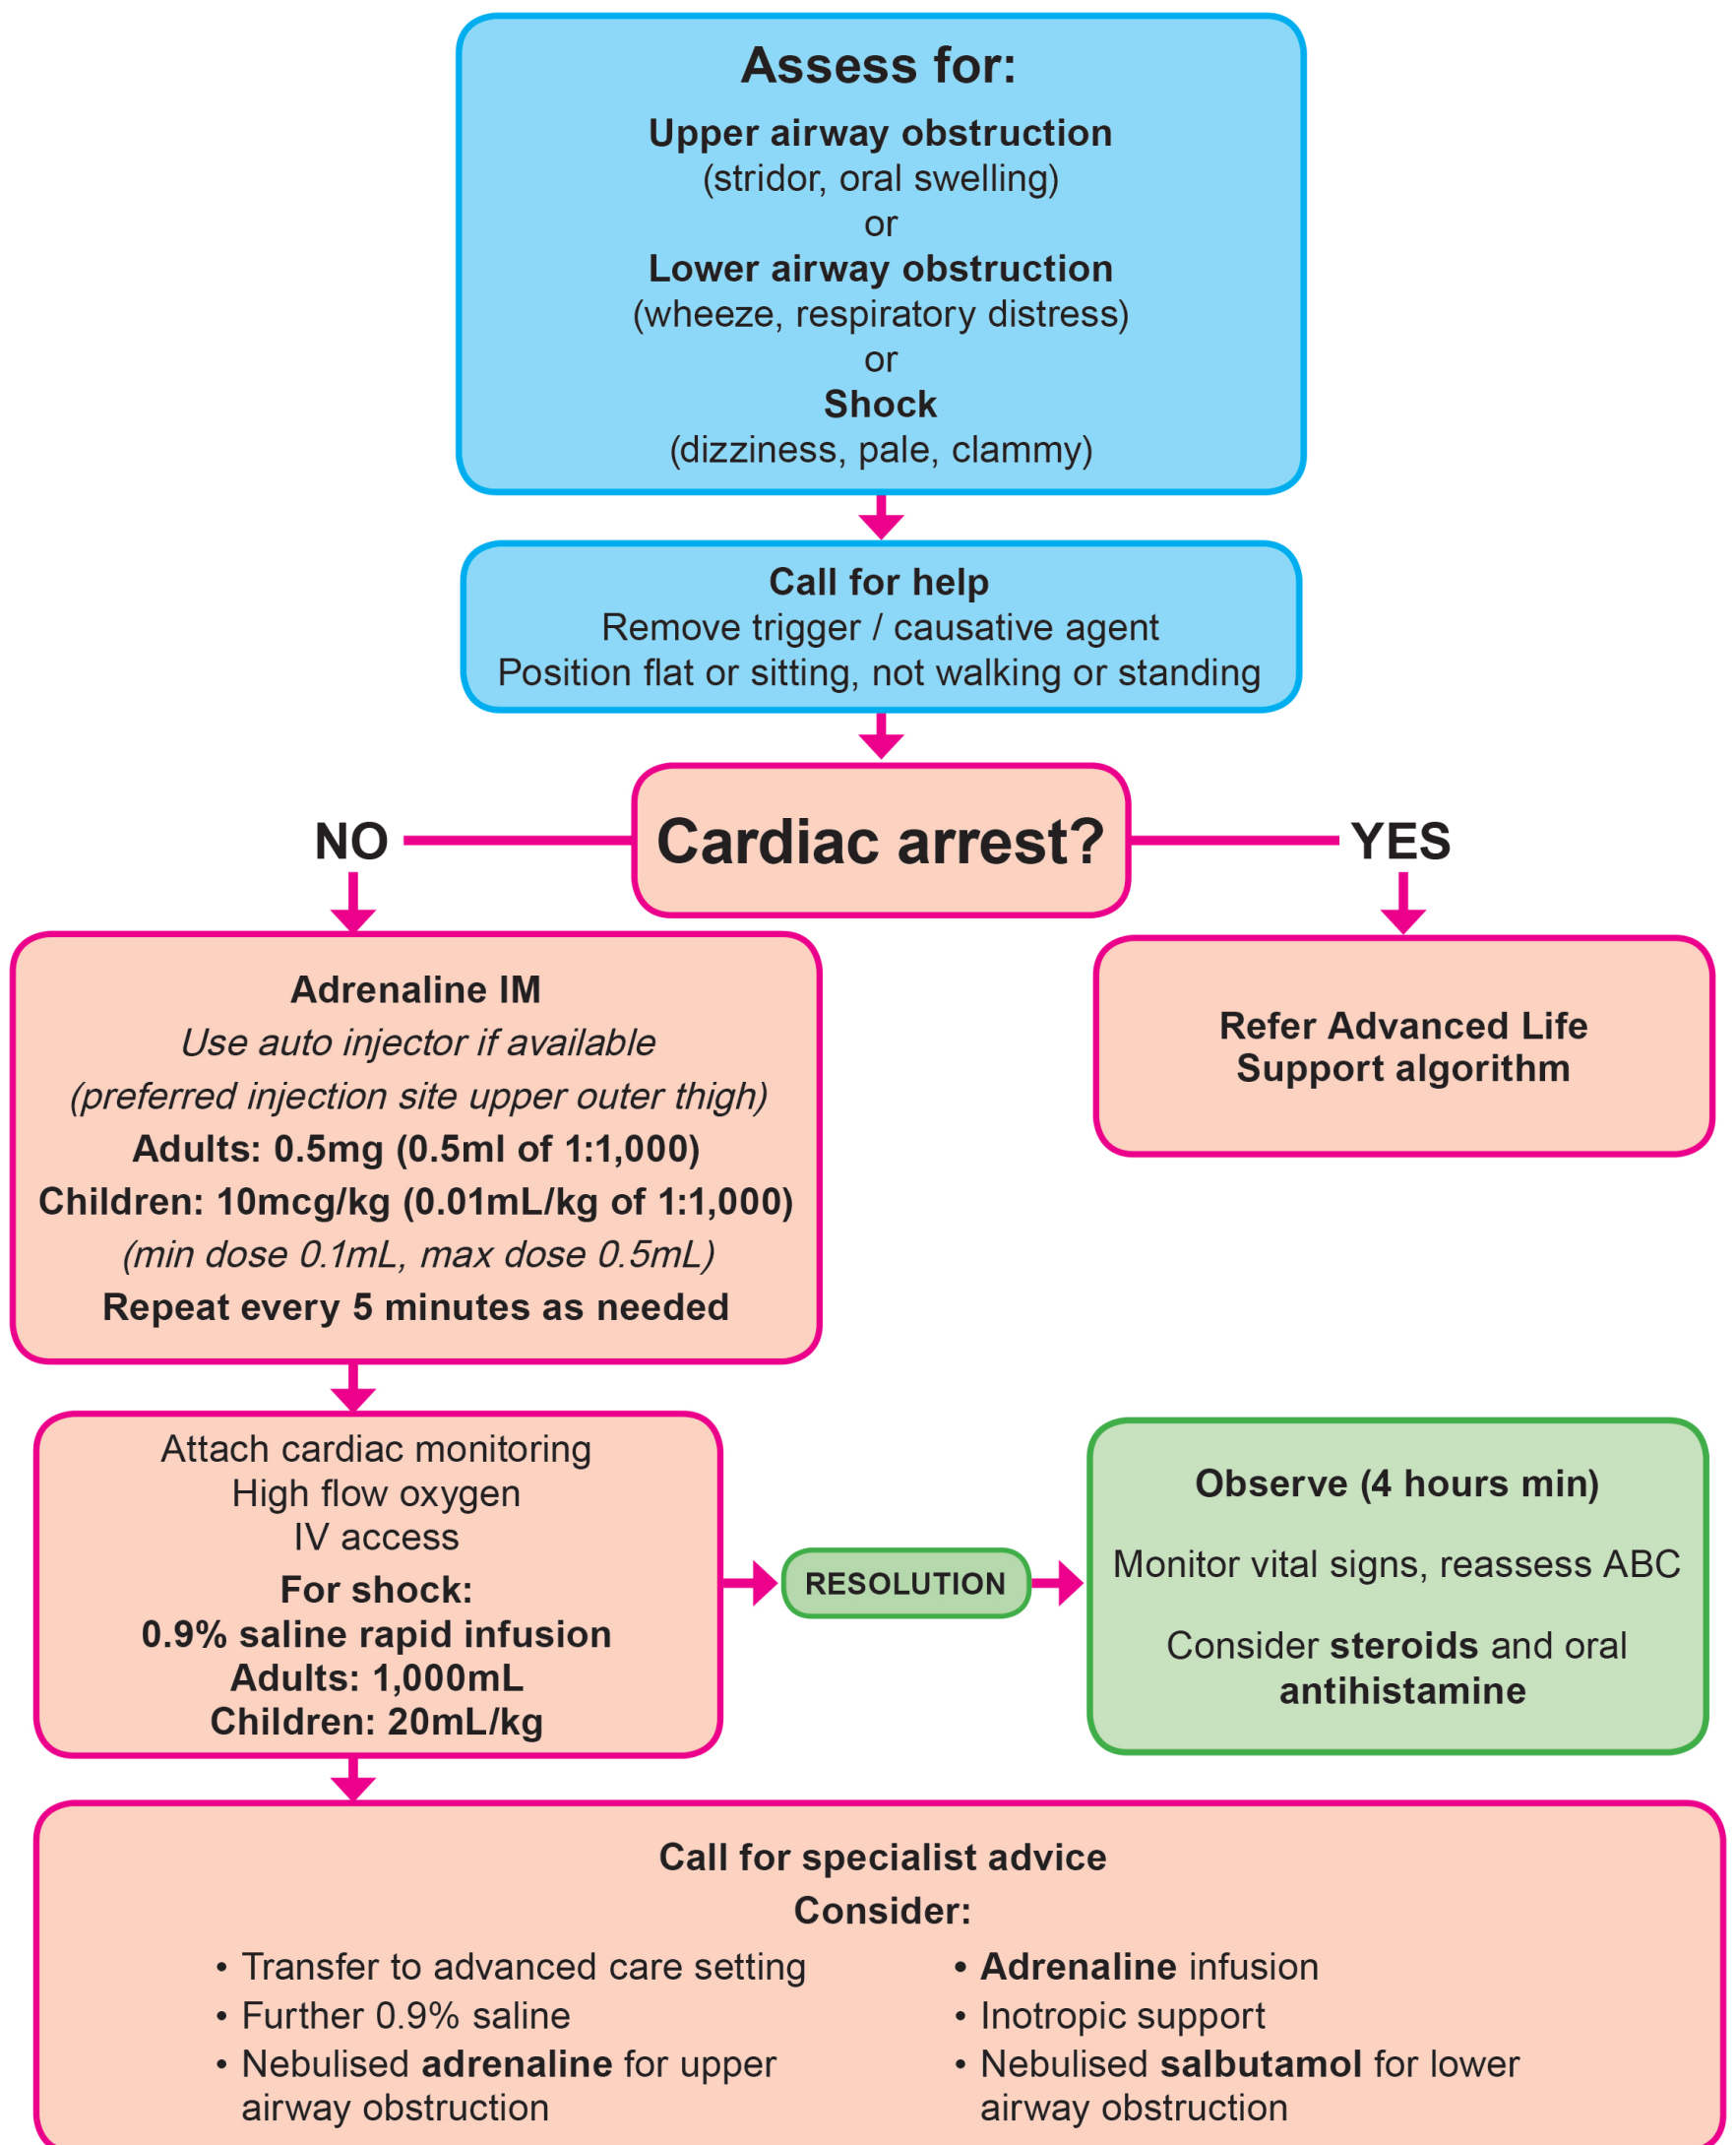 Assess for:
Upper airway obstruction
(stridor, oral swelling)
or
Lower airway obstruction
(wheeze, respiratory distress)
or
Shock
(dizziness, pale, clammy)
Call for help
Remove trigger / causative agent
Position flat or sitting, not walking or standing
Cardiac arrest?
NO
YES
Adrenaline IM
Use auto injector if available
(preferred injection site upper outer thigh)
Adults: 0.5mg (0.5ml of 1:1,000)
Children: 10mcg/kg (0.01mL/kg of 1:1,000)
(min dose 0.1mL, max dose 0.5mL)
Repeat every 5 minutes as needed
Refer Advanced Life
Support algorithm
Attach cardiac monitoring
High flow oxygen
IV access
For shock:
0.9% saline rapid infusion
Adults: 1,000mL
Children: 20mL/kg
RESOLUTION
Observe (4 hours min)
Monitor vital signs, reassess ABC
Consider steroids and oral
antihistamine
Call for specialist advice
Consider:
• Transfer to advanced care setting
• Further 0.9% saline
• Nebulised adrenaline for upper
airway obstruction
• Adrenaline infusion
• Inotropic support
• Nebulised salbutamol for lower
airway obstruction